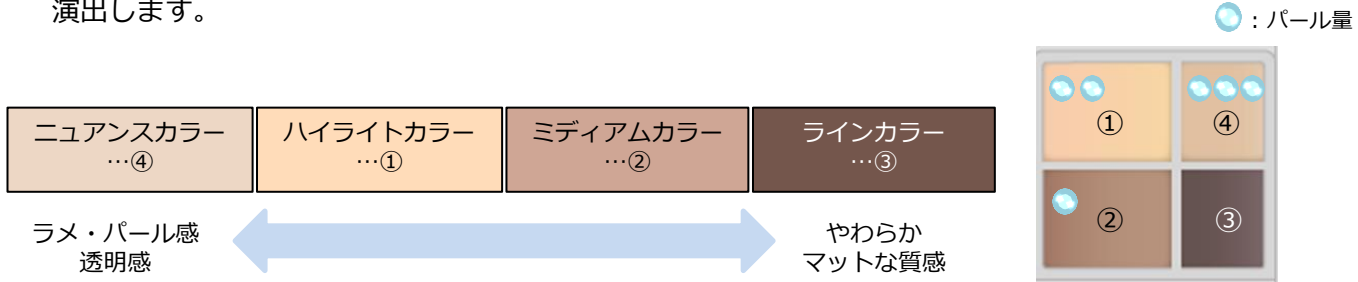 演出します。
：パール量
ニュアンスカラー
…④
ハイライトカラー
…①
ミディアムカラー
…②
ラインカラー
…③
ラメ・パール感
透明感
やわらか
マットな質感
①
④
②
③